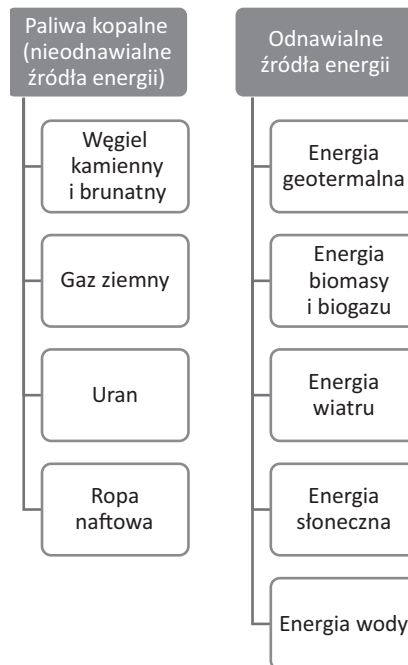 Paliwa kopalne
(nieodnawialne
źródła energii)
Węgiel
kamienny
i brunatny
Gaz ziemny
Uran
Ropa
naftowa
Odnawialne
źródła energii
Energia
geotermalna
Energia
biomasy
i biogazu
Energia
wiatru
Energia
słoneczna
Energia wody